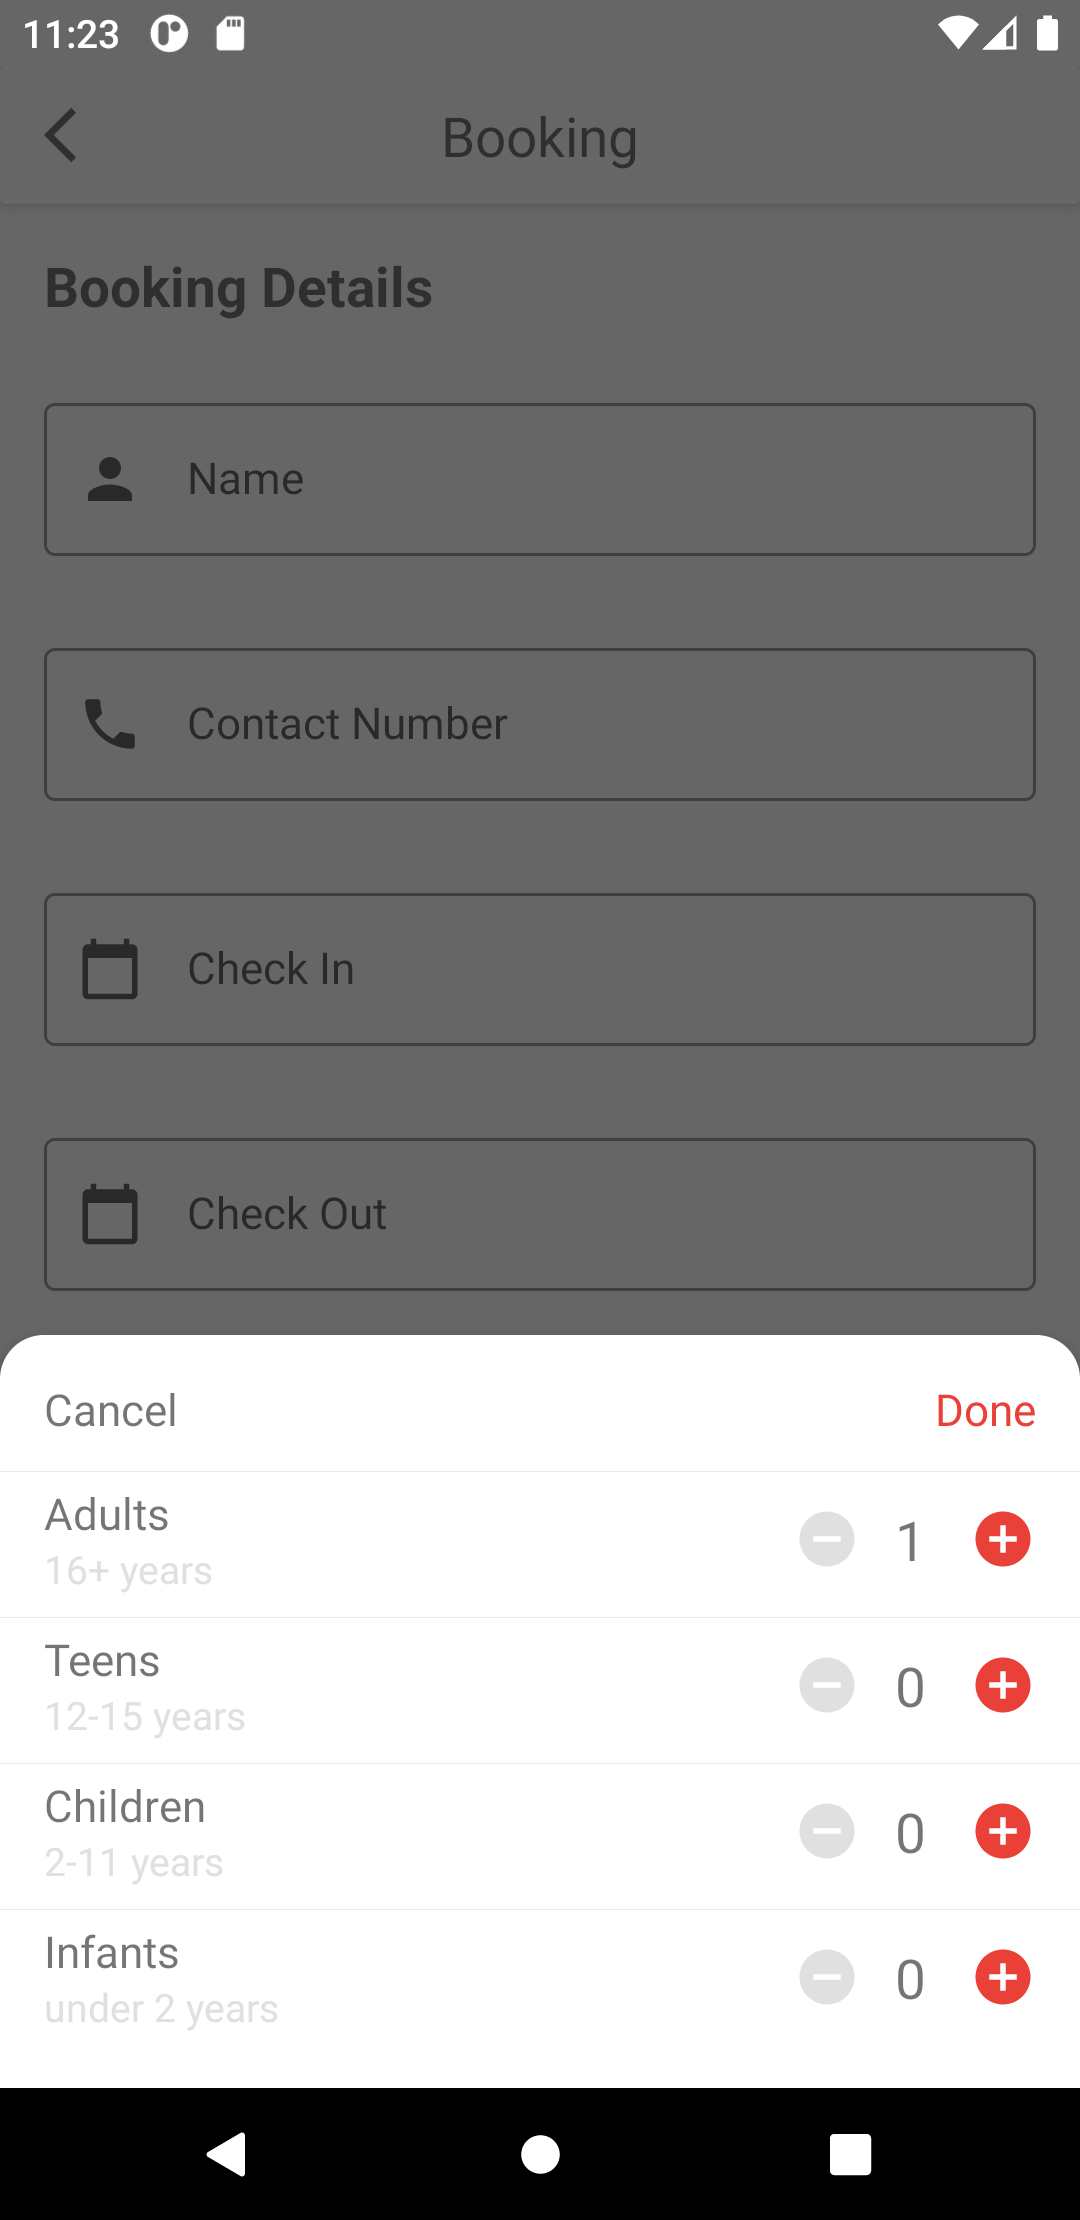 11:23
Booking
Booking Details
Name
Contact Number
Check In
Check Out
Cancel
Done
Adults
16+ years
1
Teens
12-15 years
0
Children
2-11 years
0
Infants
under 2 years
0